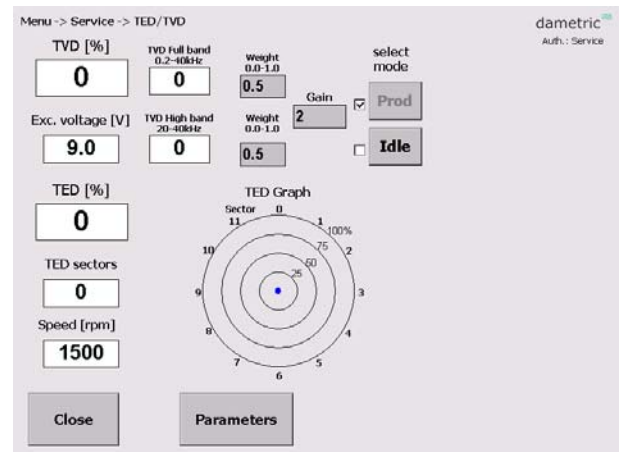 Menu -> Service -> TED/TVD
dametric
Auth.: Service
TVD [%]
0
TVD Full band
0.2-40kHz
0
Weight
0.0-1.0
0.5
Gain
2
select
mode
Prod
Idle
Exc. voltage [V]
9.0
TVD High band
20-40kHz
0
Weight
0.0-1.0
0.5
TED [%]
0
TED sectors
0
Speed [rpm]
1500
TED Graph
Sector
0
1
2
3
4
5
6
7
8
9
10
11
100%
75
50
25
Close
Parameters